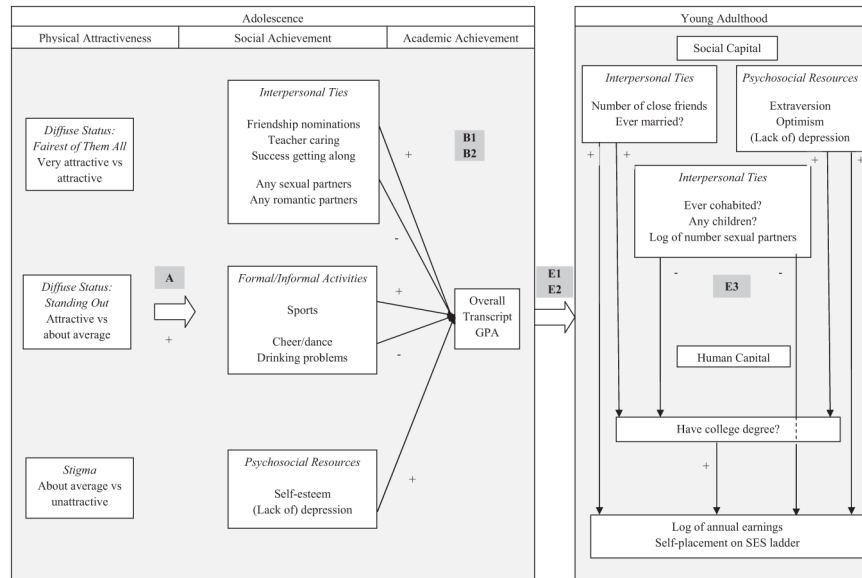 Adolescence
Physical Attractiveness
Social Achievement
Academic Achievement
Diffuse Status:
Fairest of Them All
Very attractive vs
attractive
Diffuse Status:
Standing Out
Attractive vs
about average
Stigma
About average vs
unattractive
A
+
Interpersonal Ties
Friendship nominations
Teacher caring
Success getting along
Any sexual partners
Any romantic partners
Formal/Informal Activities
Sports
Cheer/dance
Drinking problems
Psychosocial Resources
Self-esteem
(Lack of) depression
+
-
+
-
+
B1
B2
Overall
Transcript
GPA
E1
E2
Young Adulthood
Social Capital
Interpersonal Ties
Number of close friends
Ever married?
Psychosocial Resources
Extraversion
Optimism
(Lack of) depression
+ +
+ +
Interpersonal Ties
Ever cohabited?
Any children?
Log of number sexual partners
- -
E3
Human Capital
Have college degree?
+
Log of annual earnings
Self-placement on SES ladder